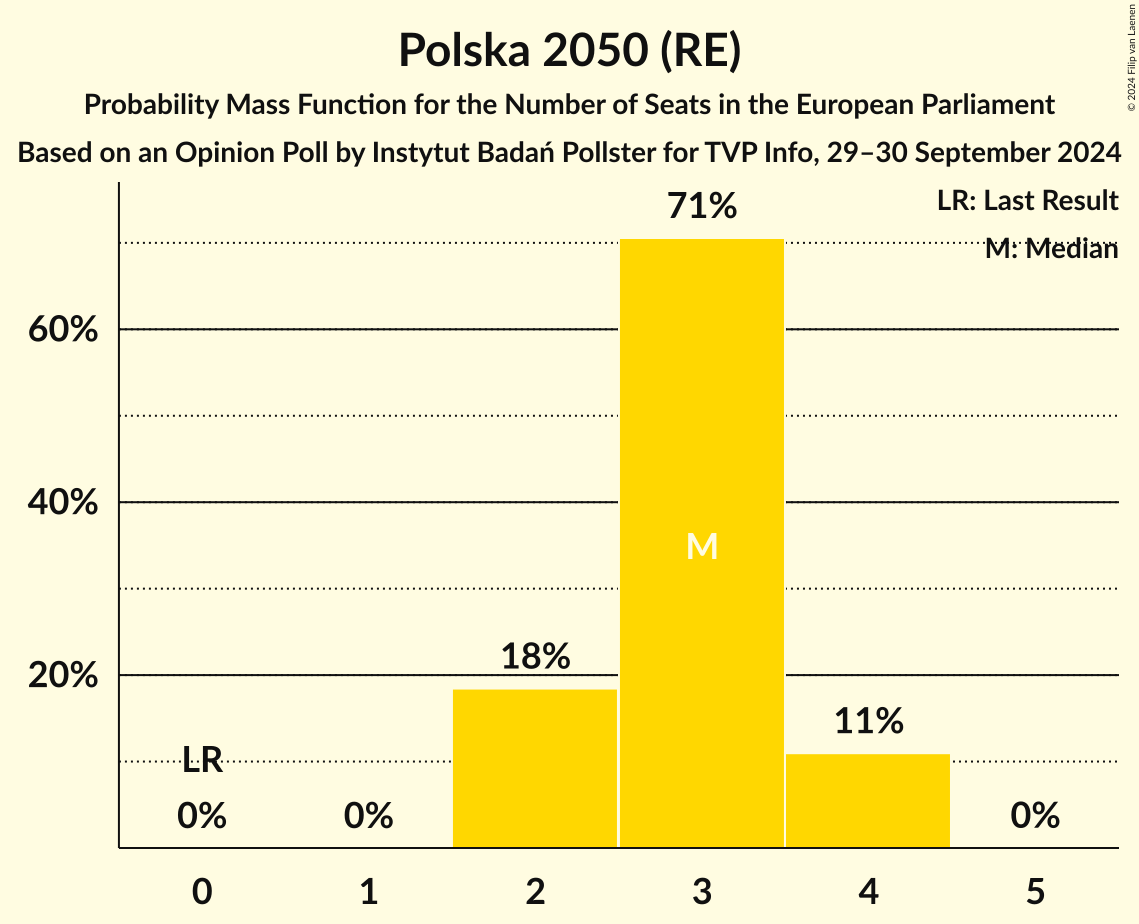 Polska 2050 (RE)
Probability Mass Function for the Number of Seats in the European Parliament
Based on an Opinion Poll by Instytut Badań Pollster for TVP Info, 29–30 September 2024
© 2024 Filip van Laenen
LR: Last Result
M: Median
71%
60%
40%
M
18%
20%
11%
LR
0%
0%
0%
0
1
2
3
4
5